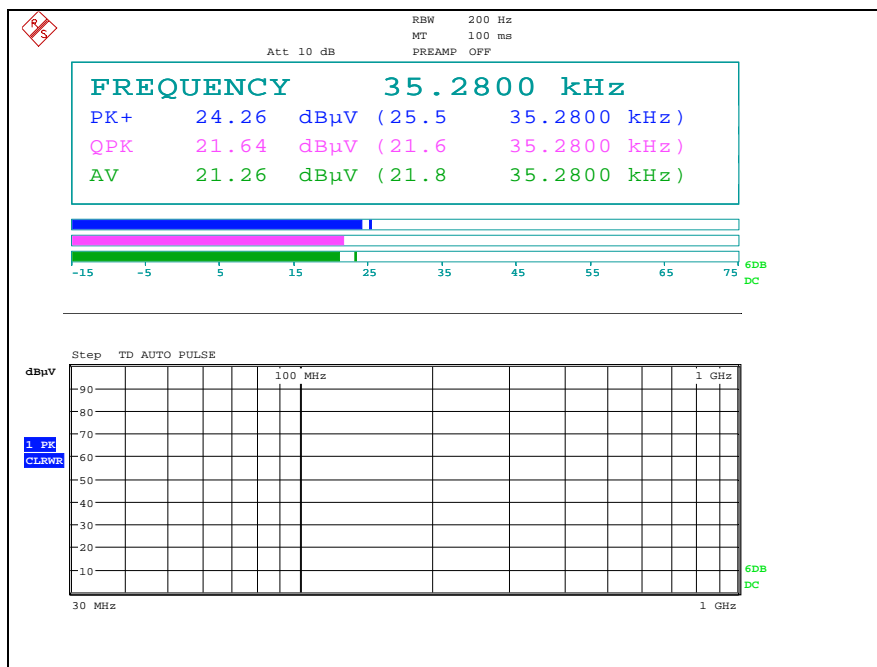 R S
RBW 200 Hz
MT 100 ms
Att 10 dB PREAMP OFF
FREQUENCY 35.2800 kHz
PK+ 24.26 dBµV (25.5 35.2800 kHz)
QPK 21.64 dBµV (21.6 35.2800 kHz)
AV 21.26 dBµV (21.8 35.2800 kHz)
-15 -5 5 15 25 35 45 55 65 75
6DB
DC
Step TD AUTO PULSE
dBµV
100 MHz 1 GHz
90
80
70
1 PK
CLRWR
60
50
40
30
20
10
6DB
DC
30 MHz 1 GHz